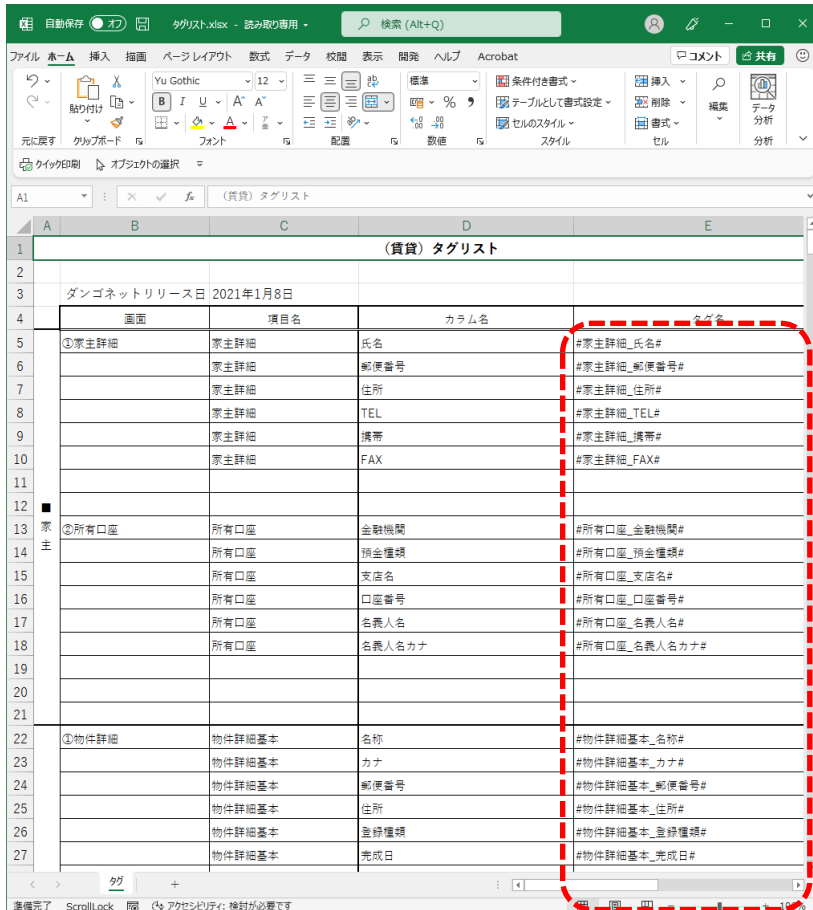 自動保存 オフ タグリスト.xlsx - 読み取り専用 検索 (Alt+Q)
ファイル ホーム 挿入 描画 ページ レイアウト 数式 データ 校閲 表示 開発 ヘルプ Acrobat コメント 共有
Yu Gothic 12 標準 条件付き書式 挿入
貼り付け B I U A A % 9 テーブルとして書式設定 削除 編集 データ分析
A セルのスタイル 書式
元に戻す クリップボード フォント 配置 数値 スタイル セル 分析
クイック印刷 オブジェクトの選択
A1 fx (賃貸) タグリスト
A B C D E
1 (賃貸) タグリスト
2
3 ダンゴネットリリース日 2021年1月8日
4 画面 項目名 カラム名 タグ名
5 ①家主詳細 家主詳細 氏名 #家主詳細_氏名#
6 家主詳細 郵便番号 #家主詳細_郵便番号#
7 家主詳細 住所 #家主詳細_住所#
8 家主詳細 TEL #家主詳細_TEL#
9 家主詳細 携帯 #家主詳細_携帯#
10 家主詳細 FAX #家主詳細_FAX#
11
12 ■
13 家 ②所有口座 所有口座 金融機関 #所有口座_金融機関#
14 主 所有口座 預金種類 #所有口座_預金種類#
15 所有口座 支店名 #所有口座_支店名#
16 所有口座 口座番号 #所有口座_口座番号#
17 所有口座 名義人名 #所有口座_名義人名#
18 所有口座 名義人名カナ #所有口座_名義人名カナ#
19
20
21
22 ①物件詳細 物件詳細基本 名称 #物件詳細基本_名称#
23 物件詳細基本 カナ #物件詳細基本_カナ#
24 物件詳細基本 郵便番号 #物件詳細基本_郵便番号#
25 物件詳細基本 住所 #物件詳細基本_住所#
26 物件詳細基本 登録種類 #物件詳細基本_登録種類#
27 物件詳細基本 完成日 #物件詳細基本_完成日#
タグ
準備完了 ScrollLock アクセシビリティ: 検討が必要です 100%